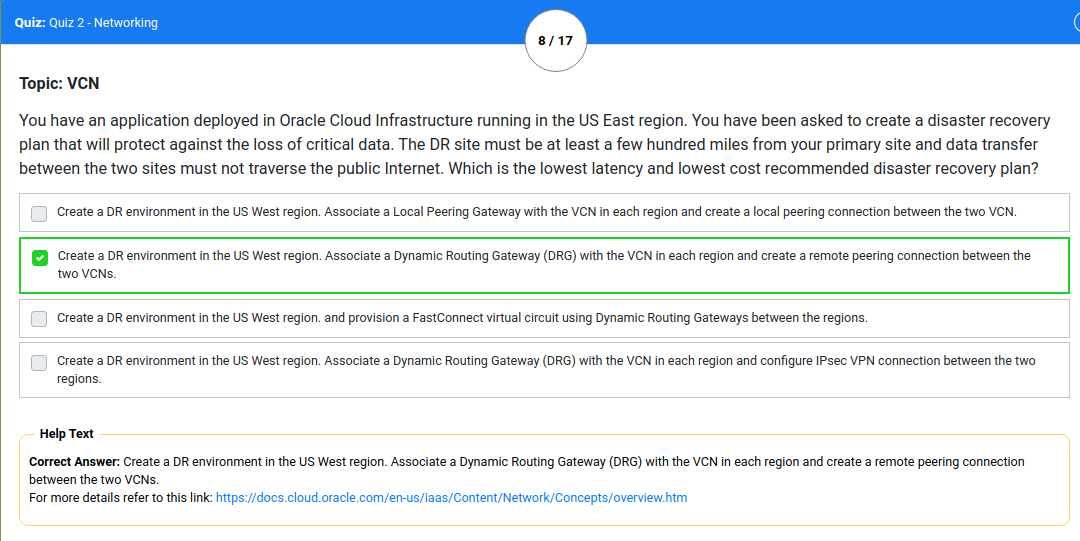 Quiz: Quiz 2 - Networking
8 / 17
Topic: VCN
You have an application deployed in Oracle Cloud Infrastructure running in the US East region. You have been asked to create a disaster recovery
plan that will protect against the loss of critical data. The DR site must be at least a few hundred miles from your primary site and data transfer
between the two sites must not traverse the public Internet. Which is the lowest latency and lowest cost recommended disaster recovery plan?
Create a DR environment in the US West region. Associate a Local Peering Gateway with the VCN in each region and create a local peering connection between the two VCN.
Create a DR environment in the US West region. Associate a Dynamic Routing Gateway (DRG) with the VCN in each region and create a remote peering connection between the
two VCNs.
Create a DR environment in the US West region. and provision a FastConnect virtual circuit using Dynamic Routing Gateways between the regions.
Create a DR environment in the US West region. Associate a Dynamic Routing Gateway (DRG) with the VCN in each region and configure IPsec VPN connection between the two
regions.
Help Text
Correct Answer: Create a DR environment in the US West region. Associate a Dynamic Routing Gateway (DRG) with the VCN in each region and create a remote peering connection
between the two VCNs.
For more details refer to this link: https://docs.cloud.oracle.com/en-us/iaas/Content/Network/Concepts/overview.htm